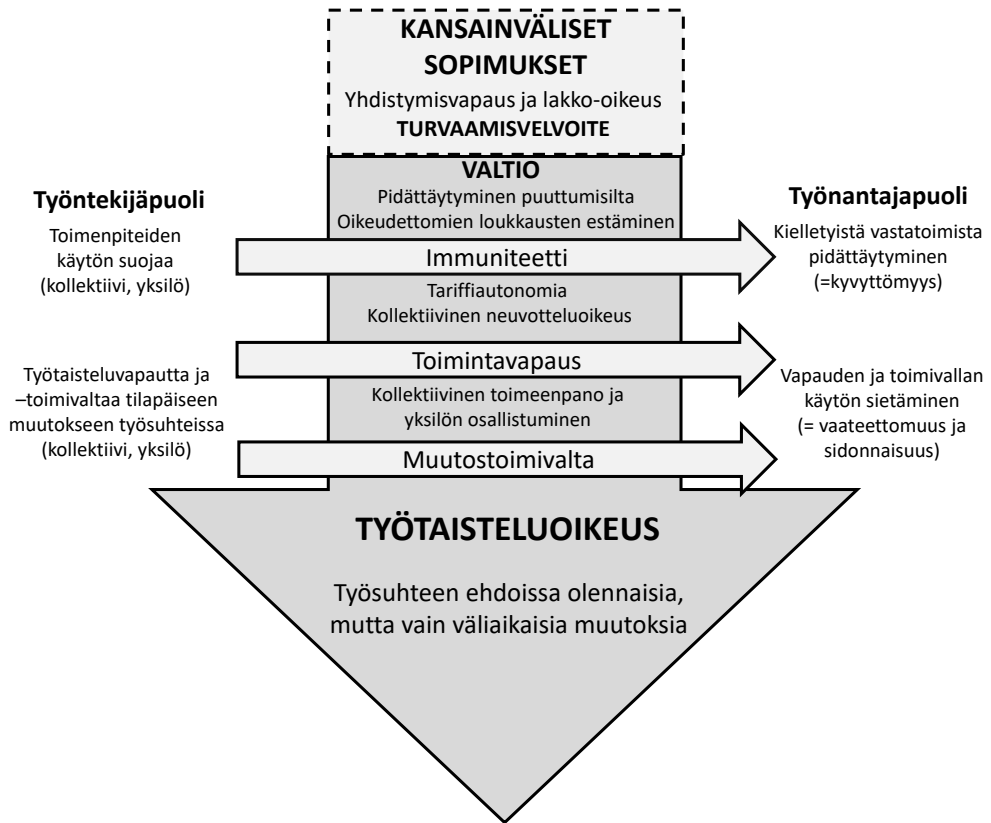 KANSAINVÄLISET
SOPIMUKSET
Yhdistymisvapaus ja lakko-oikeus
TURVAAMISVELVOITE
VALTIO
Pidättäytyminen puuttumisilta
Oikeudettomien loukkausten estäminen
Työntekijäpuoli
Toimenpiteiden
käytön suojaa
(kollektiivi, yksilö)
Immuniteetti
Työnantajapuoli
Kielletyistä vastatoimista
pidättäytyminen
(=kyvyttömyys)
Tariffiautonomia
Kollektiivinen neuvotteluoikeus
Toimintavapaus
Työtaisteluvapautta ja
–toimivaltaa tilapäiseen
muutokseen työsuhteissa
(kollektiivi, yksilö)
Kollektiivinen toimeenpano ja
yksilön osallistuminen
Vapauden ja toimivallan
käytön sietäminen
(= vaateettomuus ja
sidonnaisuus)
Muutostoimivalta
TYÖTAISTELUOIKEUS
Työsuhteen ehdoissa olennaisia,
mutta vain väliaikaisia muutoksia